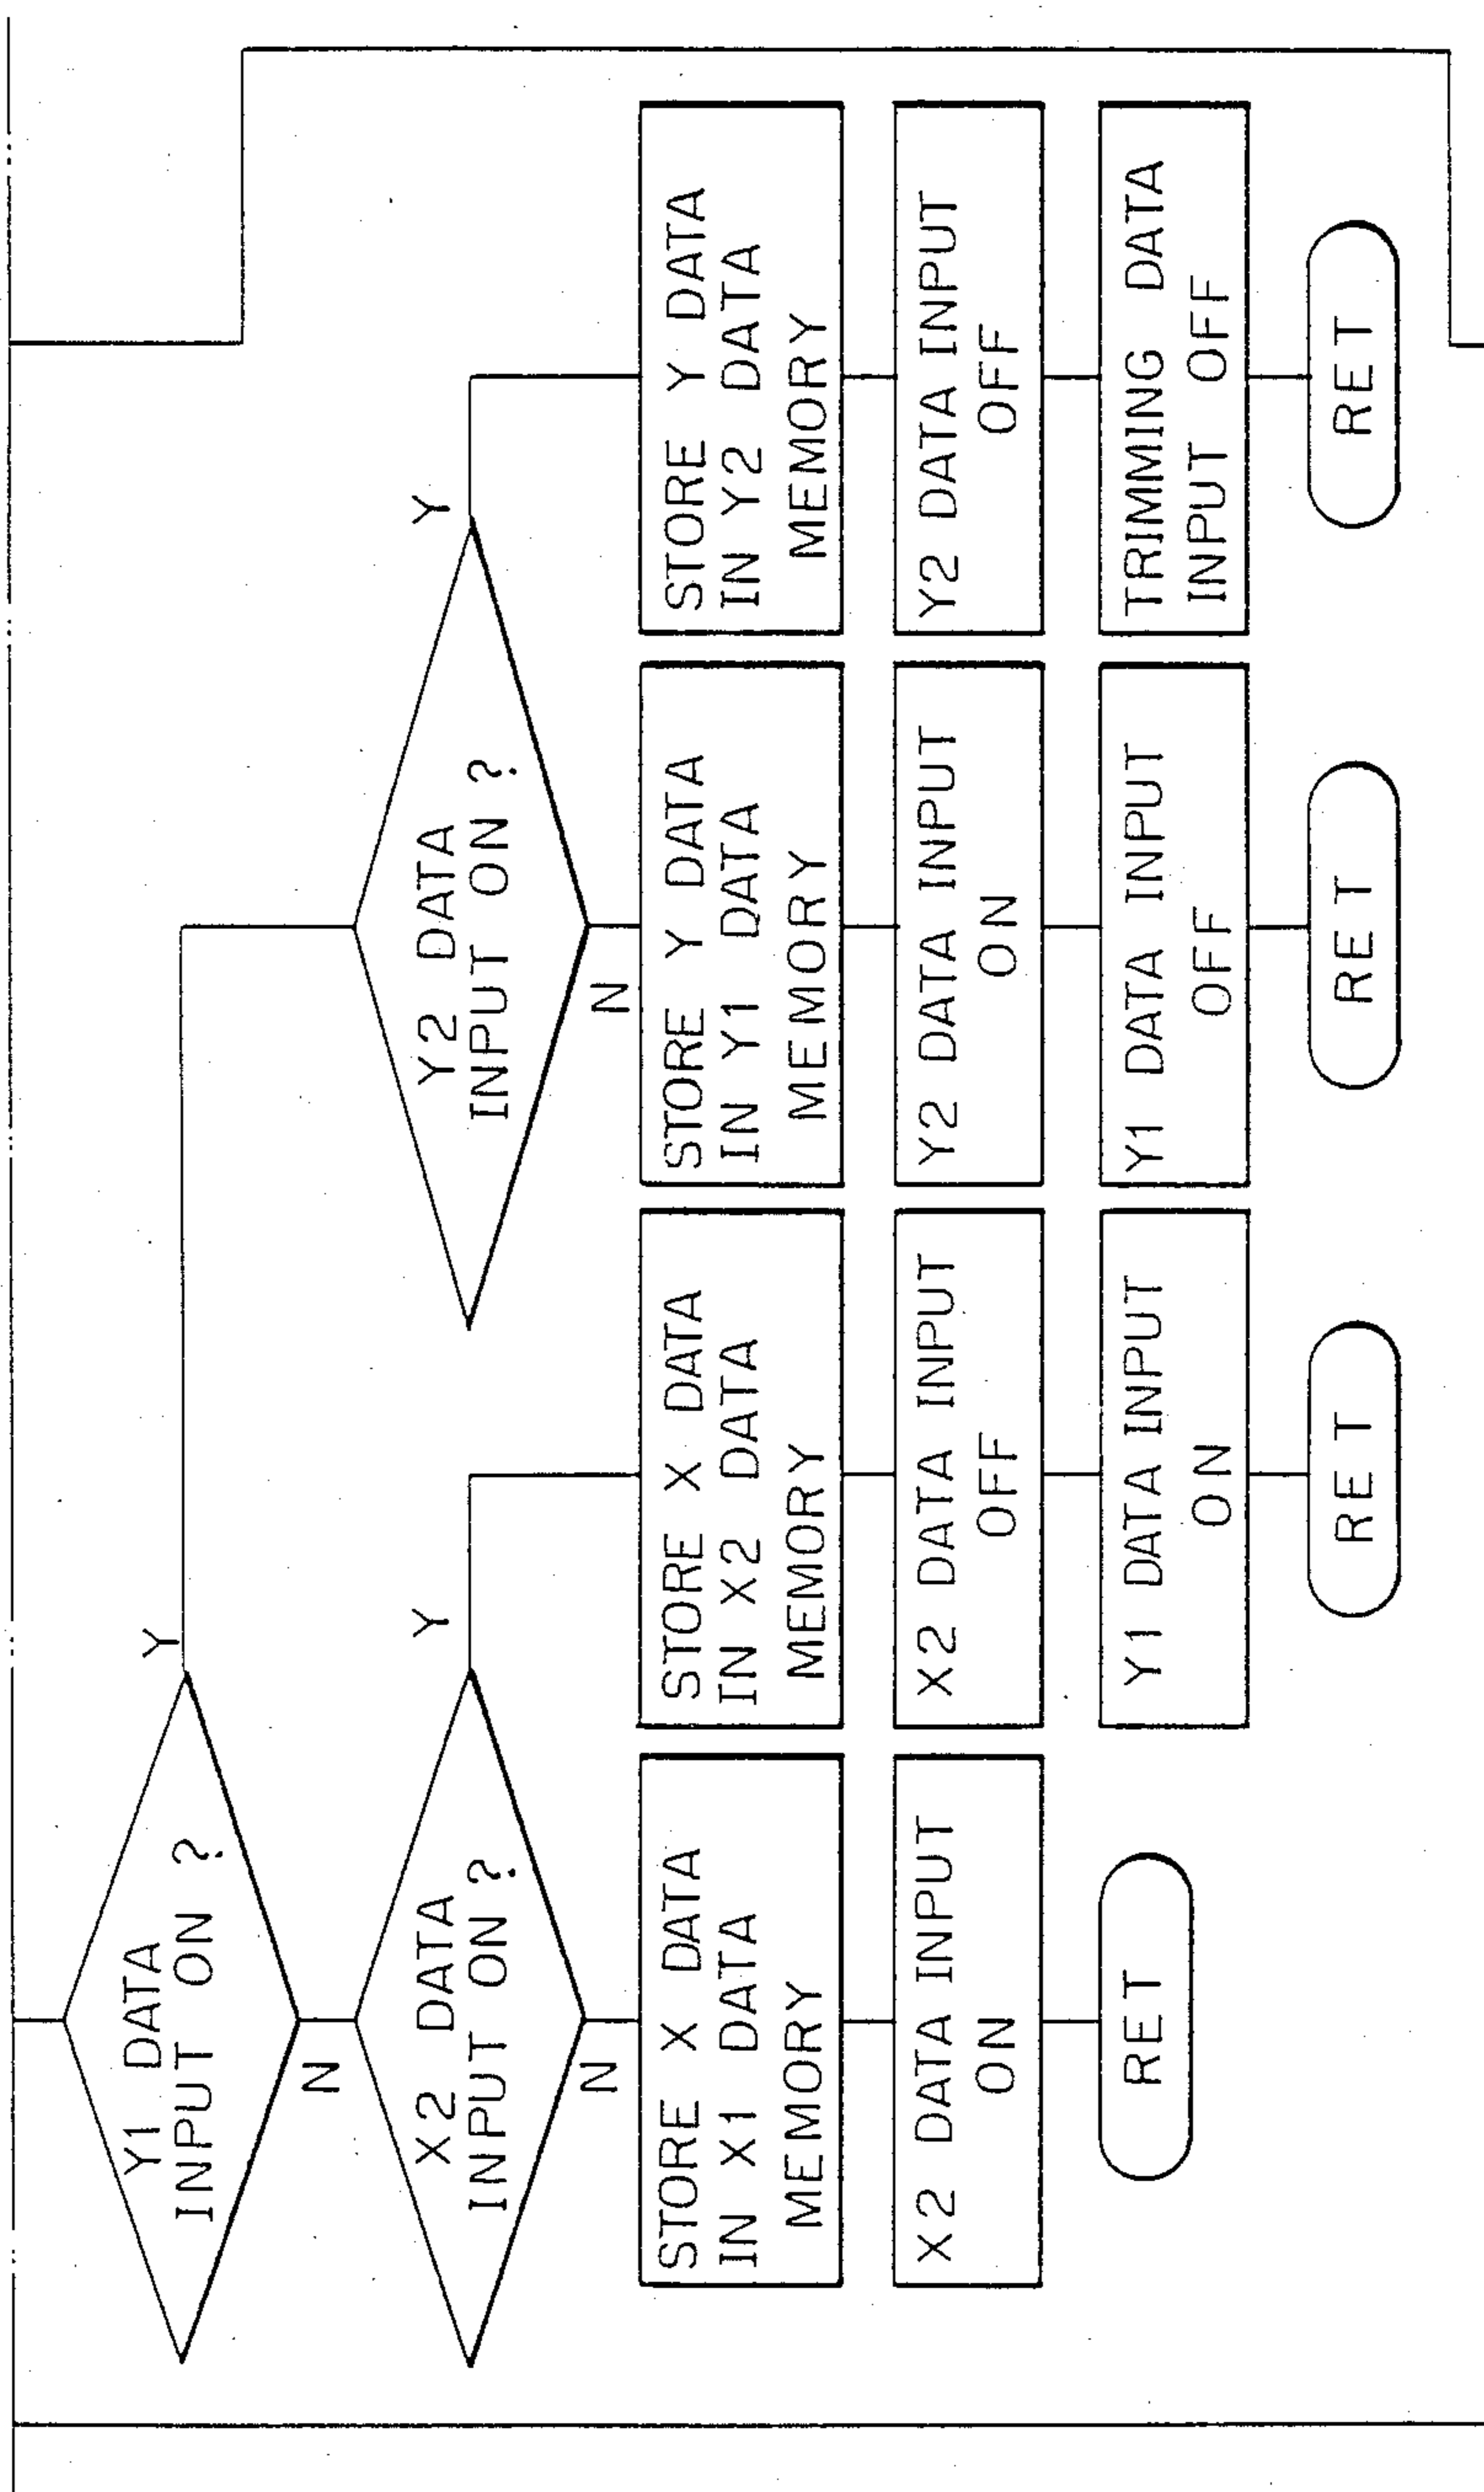 Y1 DATA
INPUT ON ?
Y
N
X2 DATA
INPUT ON ?
Y
N
STORE X DATA
IN X1 DATA
MEMORY
X2 DATA INPUT
ON
RET
STORE X DATA
IN X2 DATA
MEMORY
X2 DATA INPUT
OFF
Y1 DATA INPUT
ON
RET
Y2 DATA
INPUT ON ?
Y
N
STORE Y DATA
IN Y1 DATA
MEMORY
Y2 DATA INPUT
ON
Y1 DATA INPUT
OFF
RET
STORE Y DATA
IN Y2 DATA
MEMORY
Y2 DATA INPUT
OFF
TRIMMING DATA
INPUT OFF
RET